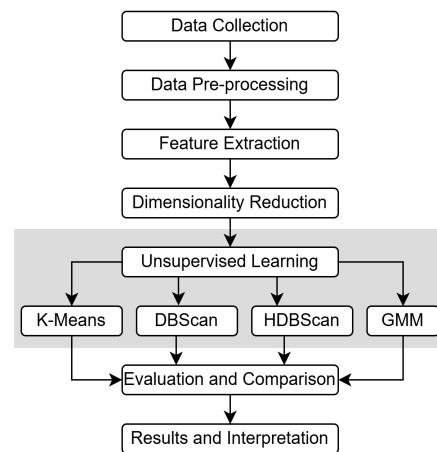 Data Collection
Data Pre-processing
Feature Extraction
Dimensionality Reduction
Unsupervised Learning
K-Means
DBScan
HDBScan
GMM
Evaluation and Comparison
Results and Interpretation